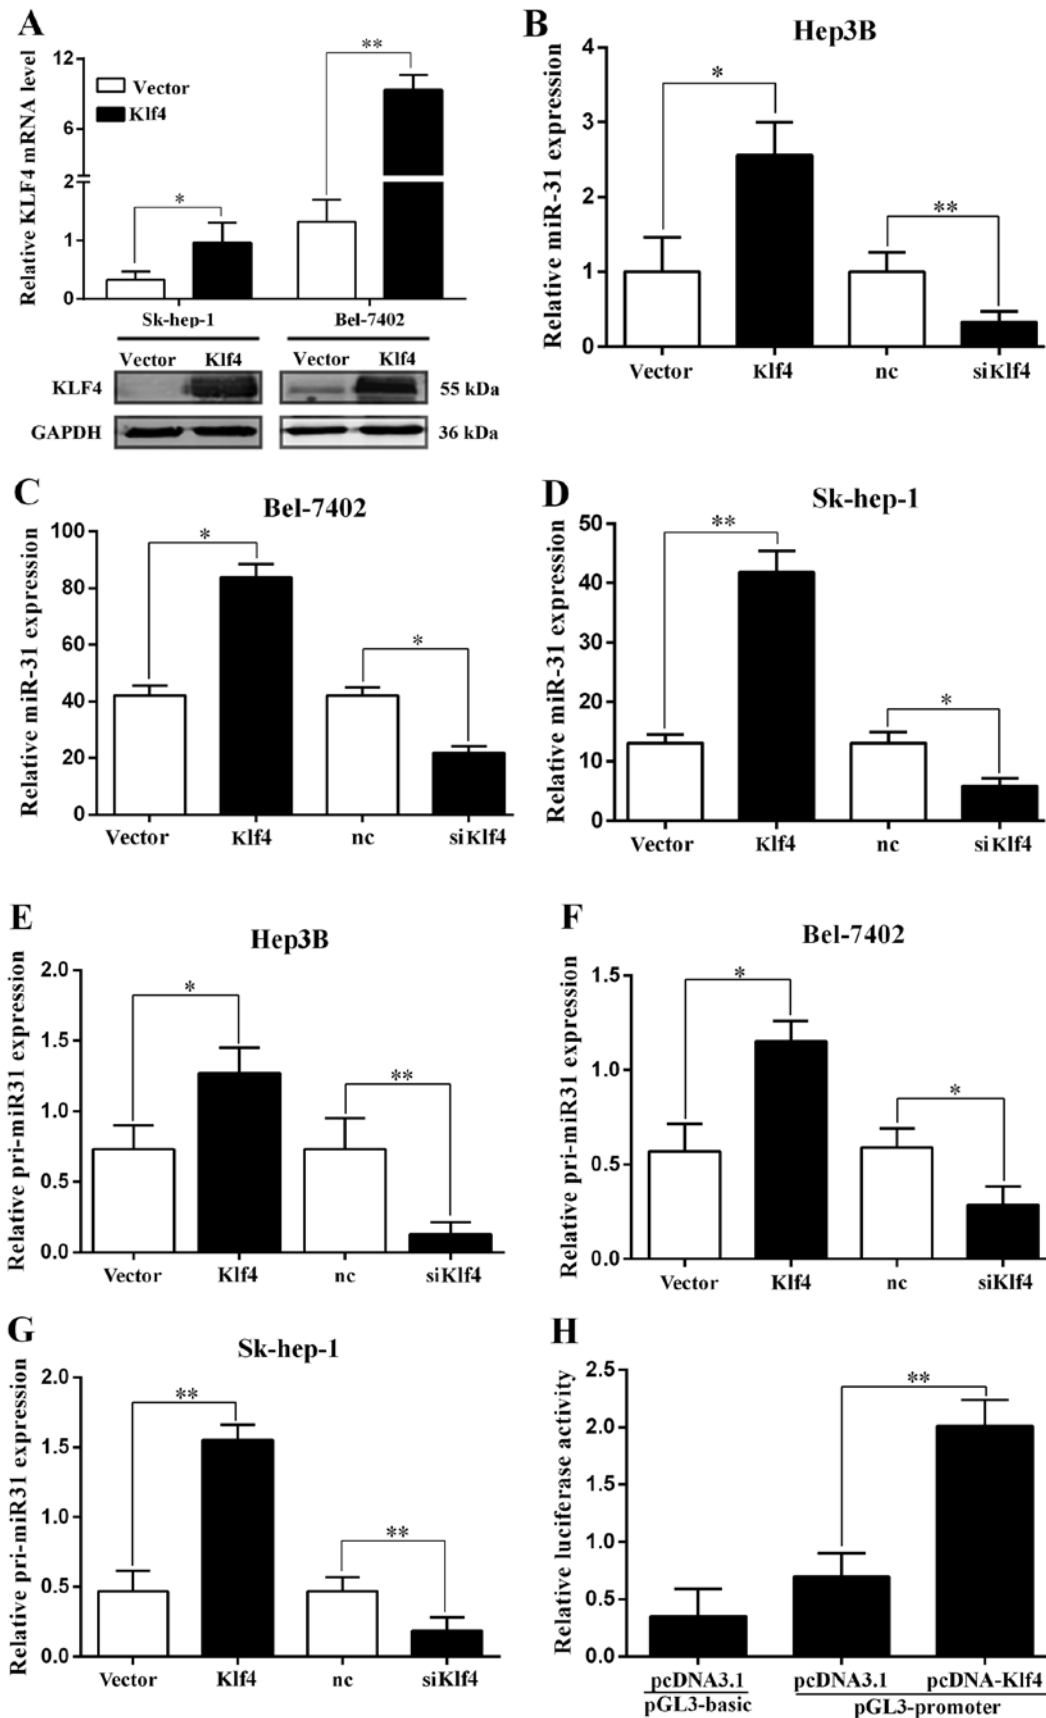 A
Relative KLF4 mRNA level
12
6
2
1
0
Vector
Klf4
*
**
Sk-hep-1
Bel-7402
Vector
Klf4
Vector
Klf4
KLF4
55 kDa
GAPDH
36 kDa
B
Hep3B
Relative miR-31 expression
4
3
2
1
0
*
**
Vector
Klf4
nc
siKlf4
C
Bel-7402
Relative miR-31 expression
100
80
60
40
20
0
*
*
Vector
Klf4
nc
siKlf4
D
Sk-hep-1
Relative miR-31 expression
50
40
30
20
10
0
**
*
Vector
Klf4
nc
siKlf4
E
Hep3B
Relative pri-miR31 expression
2.0
1.5
1.0
0.5
0.0
*
**
Vector
Klf4
nc
siKlf4
F
Bel-7402
Relative pri-miR31 expression
1.5
1.0
0.5
0.0
*
*
Vector
Klf4
nc
siKlf4
G
Sk-hep-1
Relative pri-miR31 expression
2.0
1.5
1.0
0.5
0.0
**
**
Vector
Klf4
nc
siKlf4
H
Relative luciferase activity
2.5
2.0
1.5
1.0
0.5
0.0
**
pcDNA3.1
pcDNA3.1
pcDNA-Klf4
pGL3-basic
pGL3-promoter